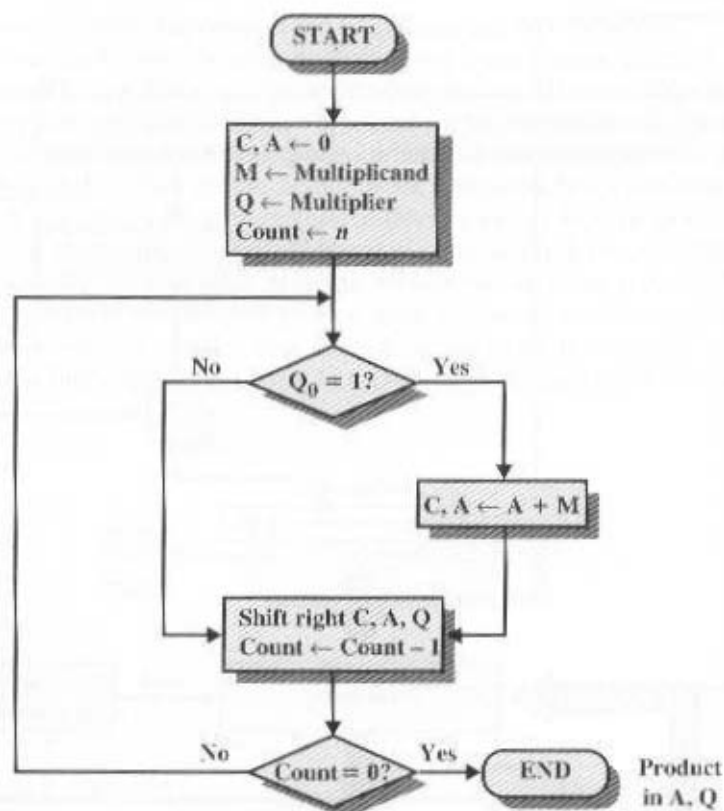 START
C, A ← 0
M ← Multiplicand
Q ← Multiplier
Count ← n
No
Q₀ = 1?
Yes
C, A ← A + M
Shift right C, A, Q
Count ← Count – 1
No
Count = 0?
Yes
END
Product
in A, Q